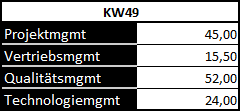 KW49
Projektmgmt 45,00
Vertriebsmgmt 15,50
Qualitätsmgmt 52,00
Technologiemgmt 24,00